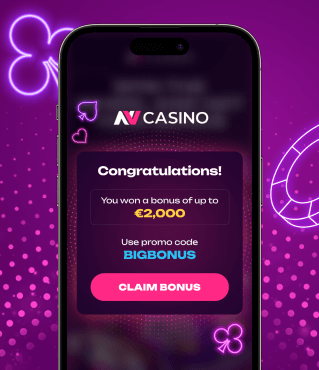 NV CASINO
Congratulations!
You won a bonus of up to
€2,000
Use promo code
BIGBONUS
CLAIM BONUS